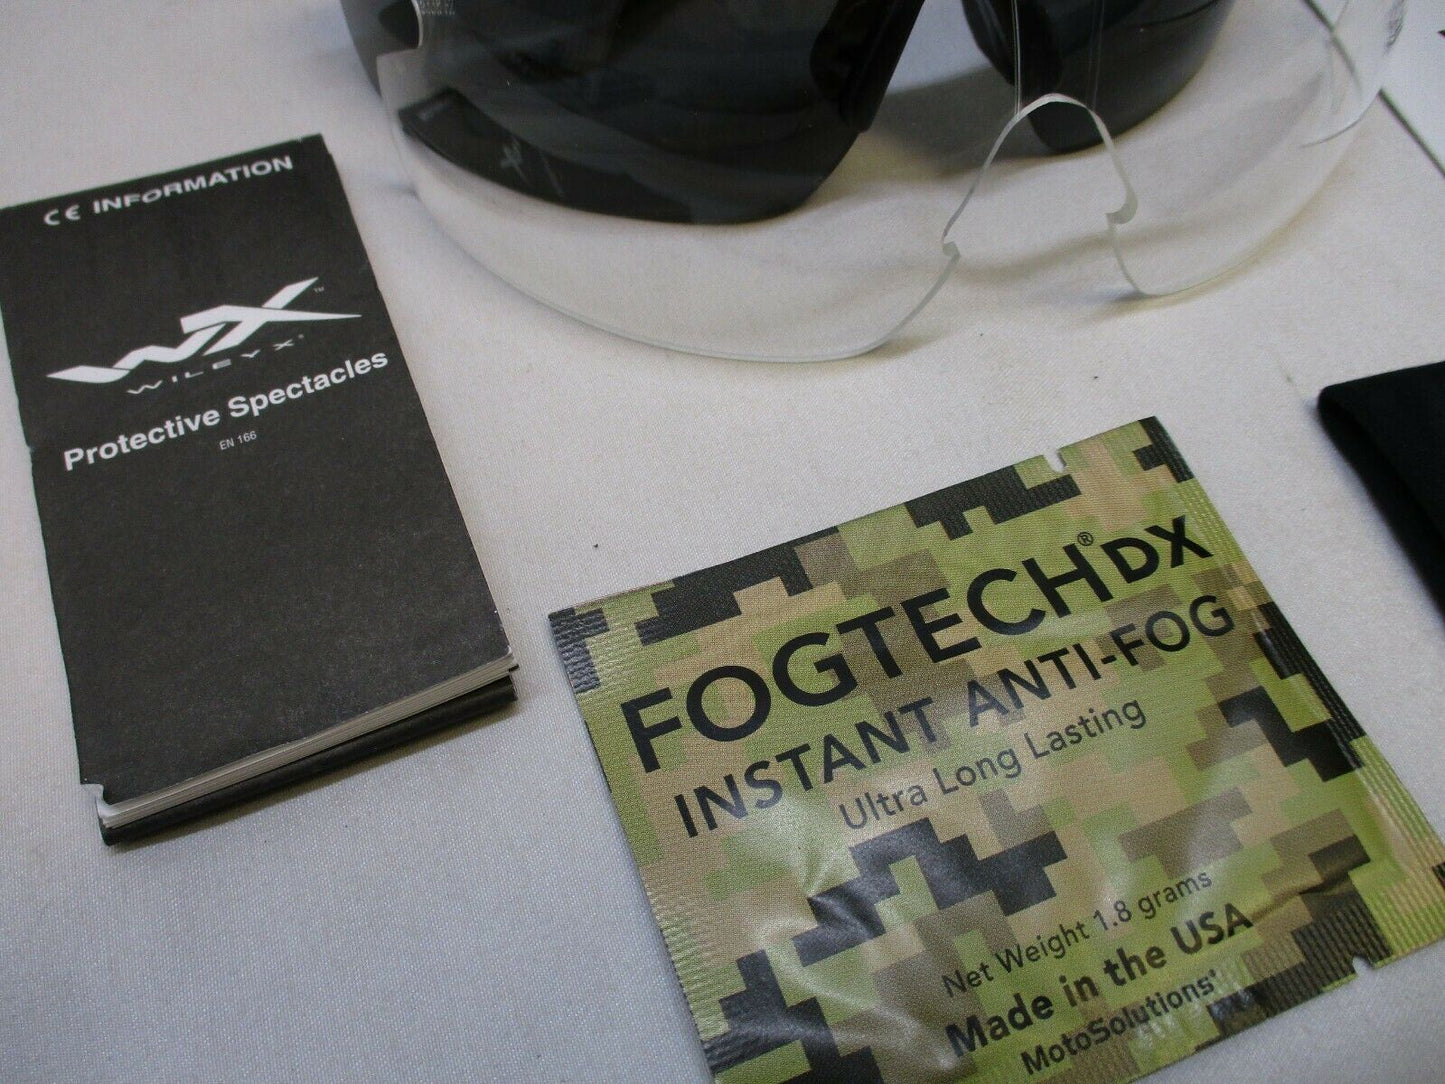 CE INFORMATION
WX™
WILEY X
Protective Spectacles
EN 166
FOGTECH® DX
INSTANT ANTI-FOG
Ultra Long Lasting
Net Weight 1.8 grams
Made in the USA
MotoSolutions'